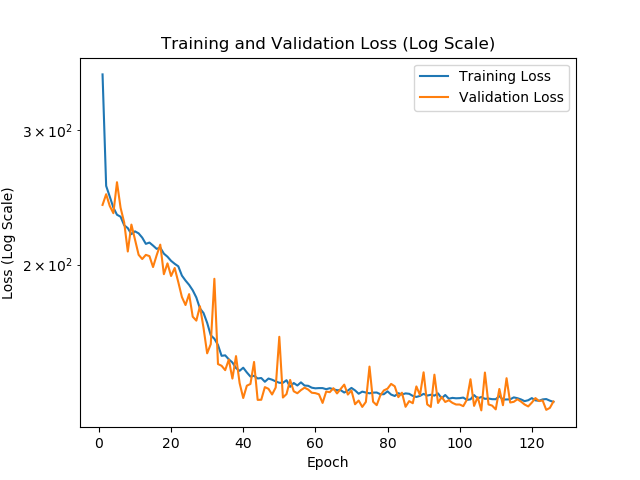 Training and Validation Loss (Log Scale)
Training Loss
Validation Loss
3 × 10²
2 × 10²
Loss (Log Scale)
0 20 40 60 80 100 120
Epoch